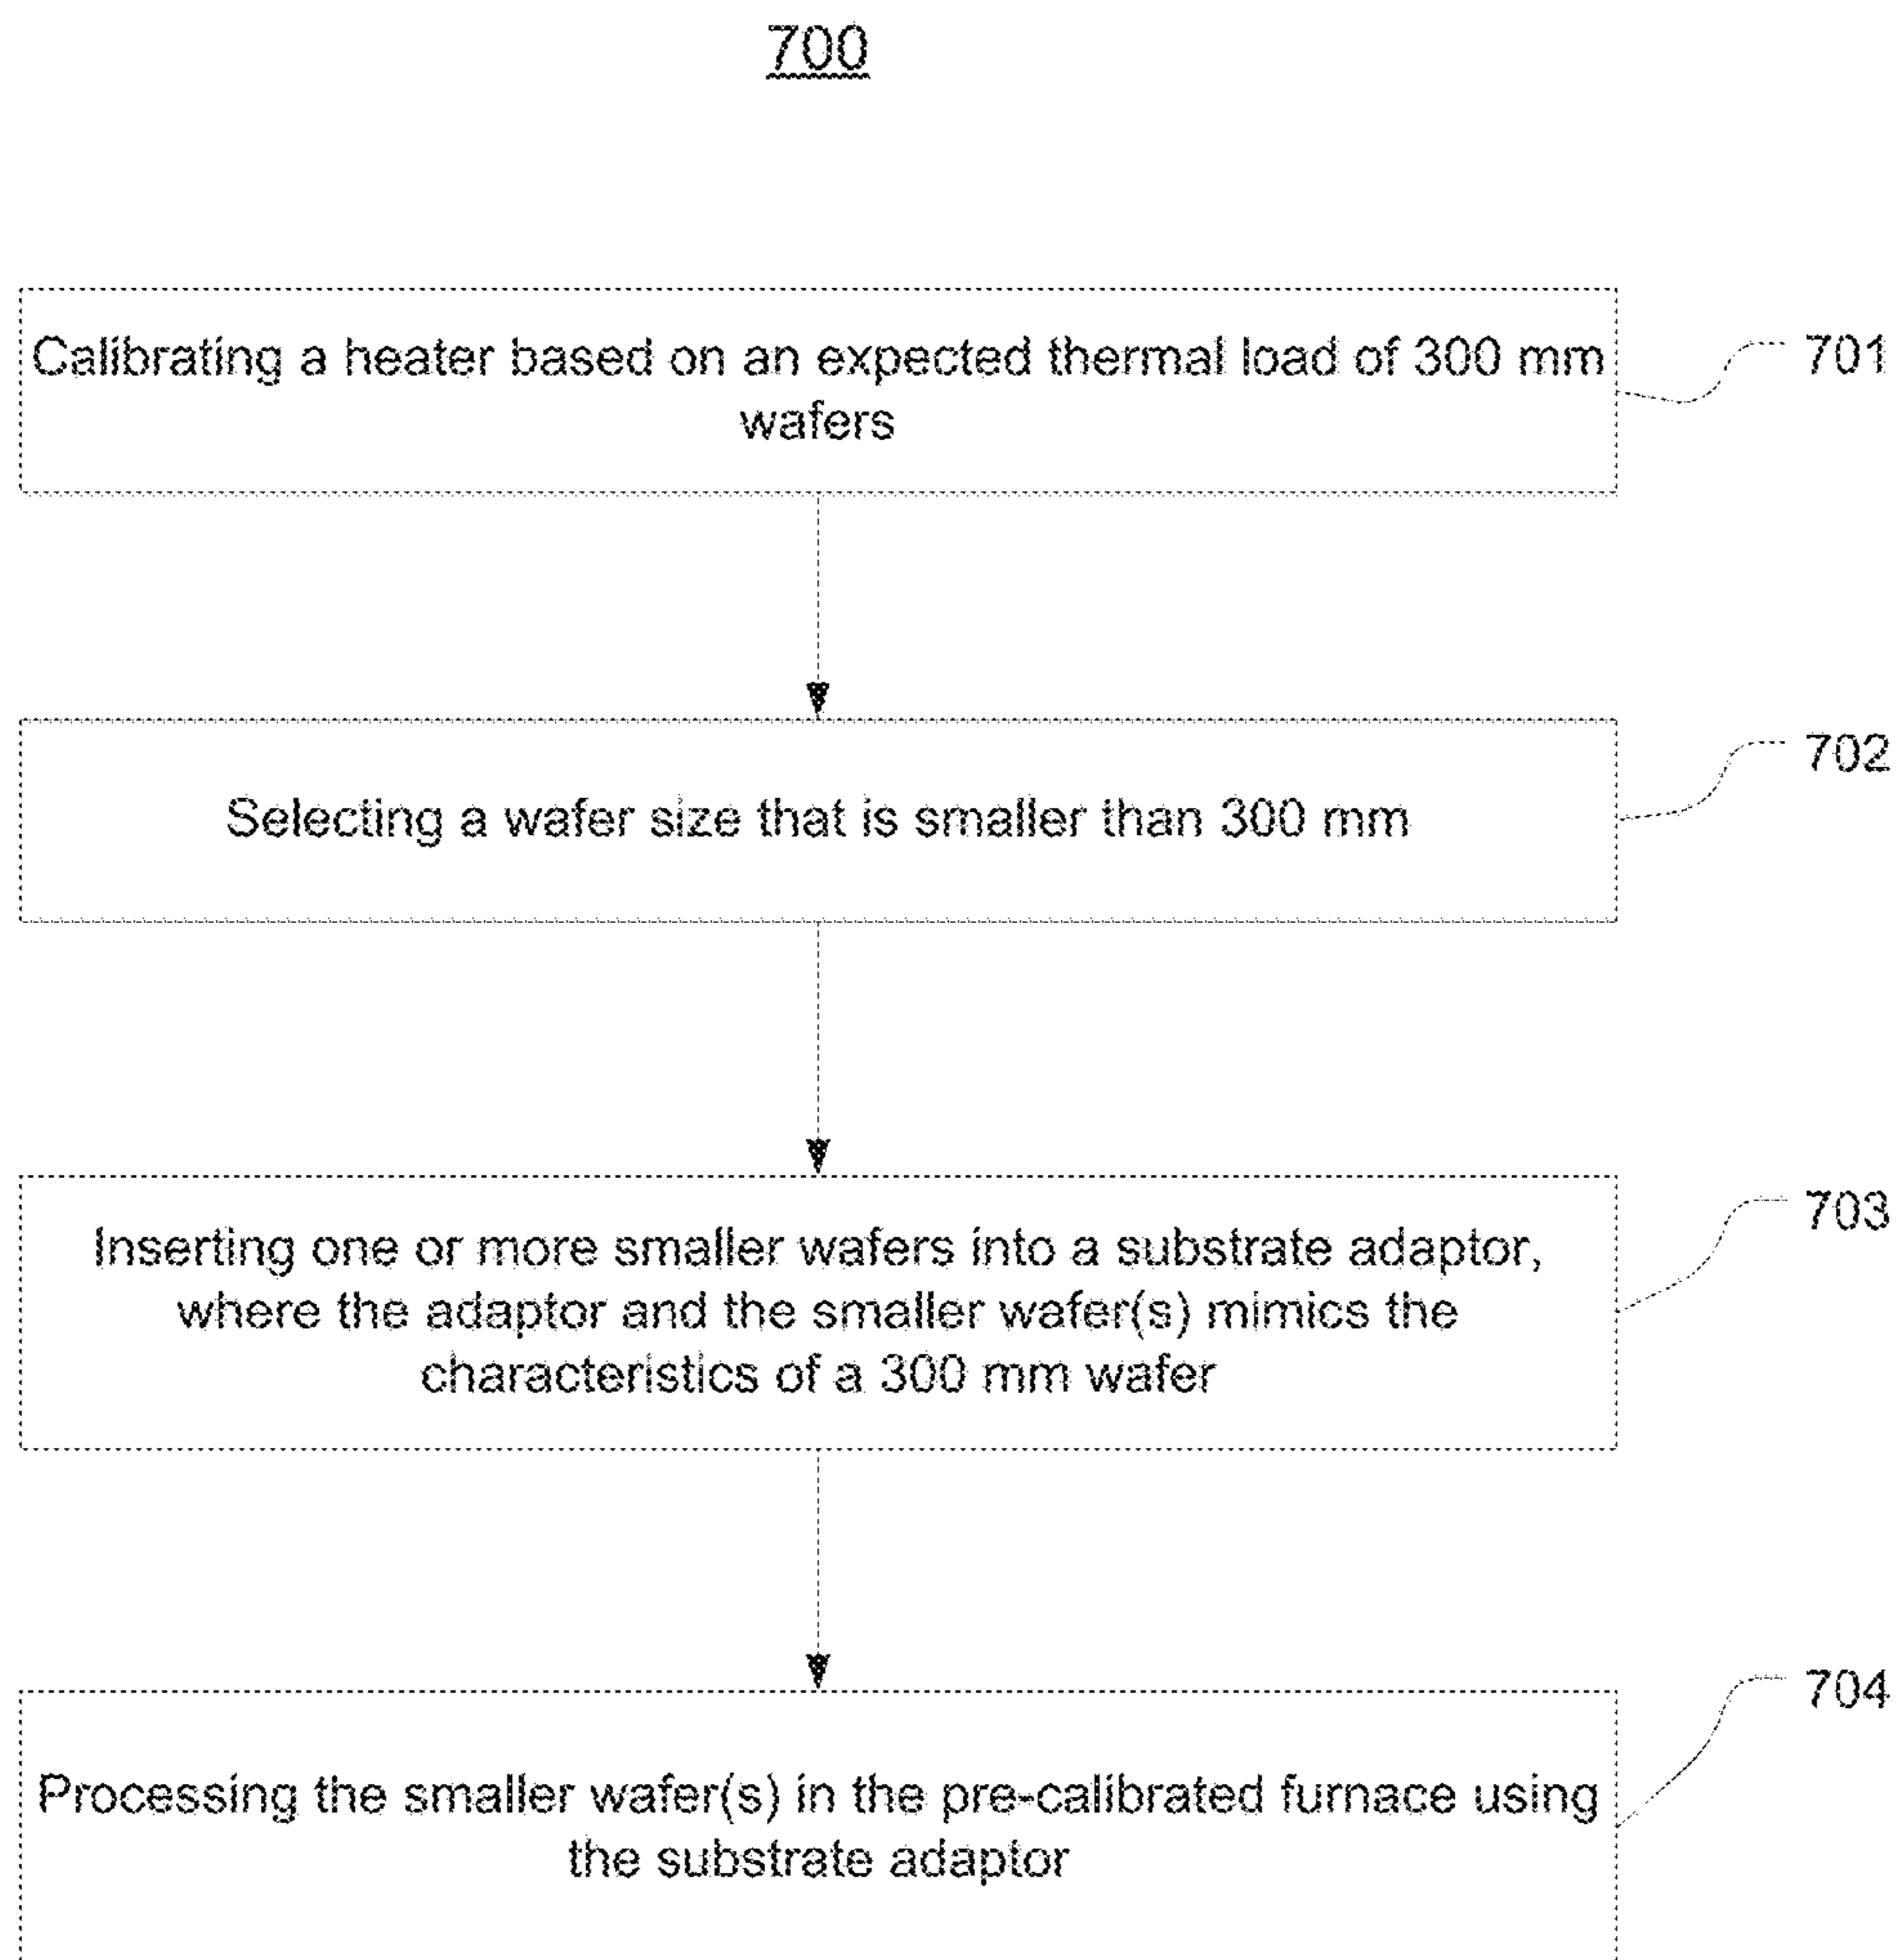 700
Calibrating a heater based on an expected thermal load of 300 mm
wafers
701
Selecting a wafer size that is smaller than 300 mm
702
Inserting one or more smaller wafers into a substrate adaptor,
where the adaptor and the smaller wafer(s) mimics the
characteristics of a 300 mm wafer
703
Processing the smaller wafer(s) in the pre-calibrated furnace using
the substrate adaptor
704